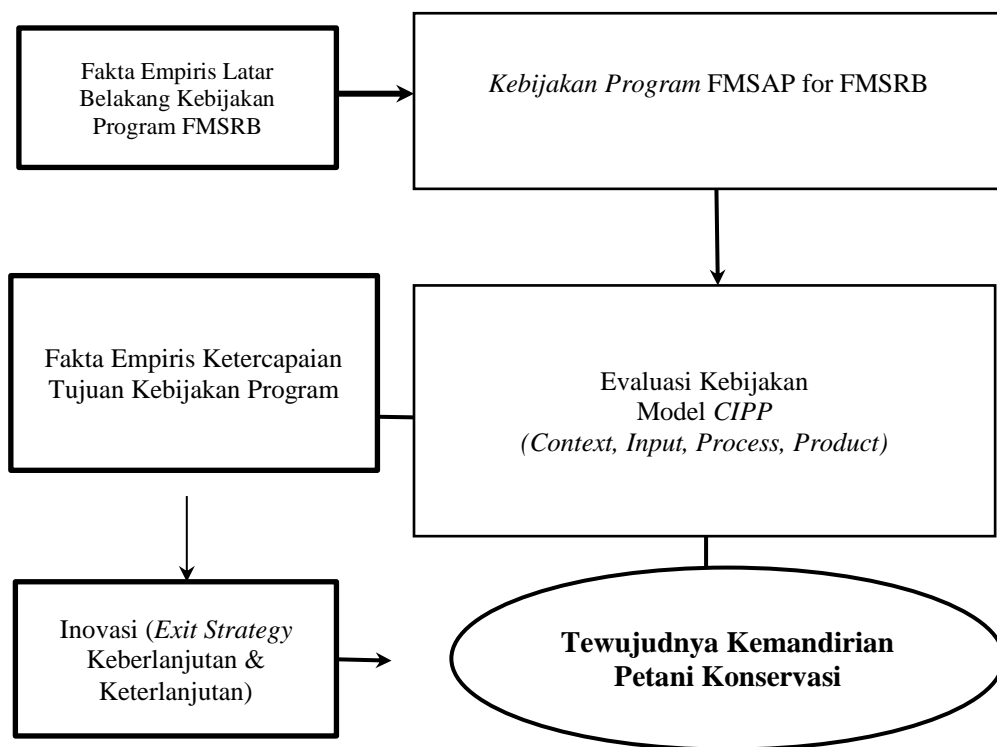 Fakta Empiris Latar
Belakang Kebijakan
Program FMSRB
Kebijakan Program FMSAP for FMSRB
Fakta Empiris Ketercapaian
Tujuan Kebijakan Program
Evaluasi Kebijakan
Model CIPP
(Context, Input, Process, Product)
Inovasi (Exit Strategy
Keberlanjutan &
Keterlanjutan)
Tewujudnya Kemandirian
Petani Konservasi